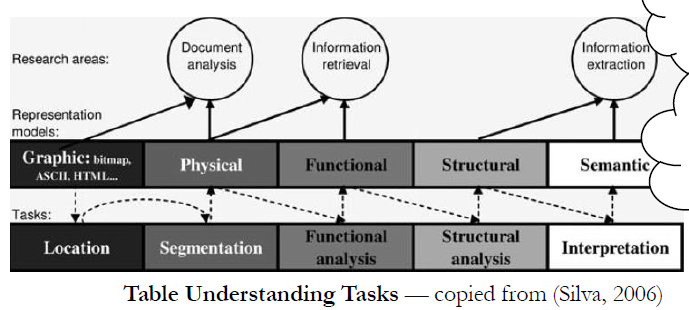 Research areas:
Document
analysis
Information
retrieval
Information
extraction
Representation
models:
Graphic: bitmap,
ASCII, HTML...
Physical
Functional
Structural
Semantic
Tasks:
Location
Segmentation
Functional
analysis
Structural
analysis
Interpretation
Table Understanding Tasks — copied from (Silva, 2006)